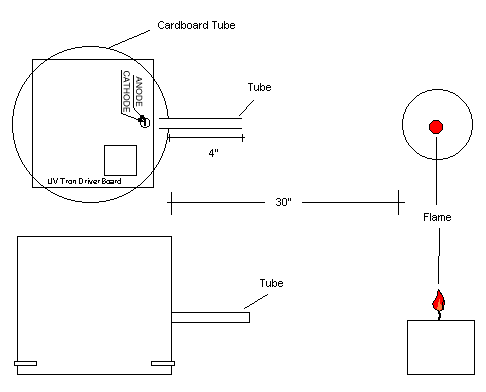 Cardboard Tube
Tube
ANODE
CATHODE
4"
UV Tron Driver Board
30"
Flame
Tube